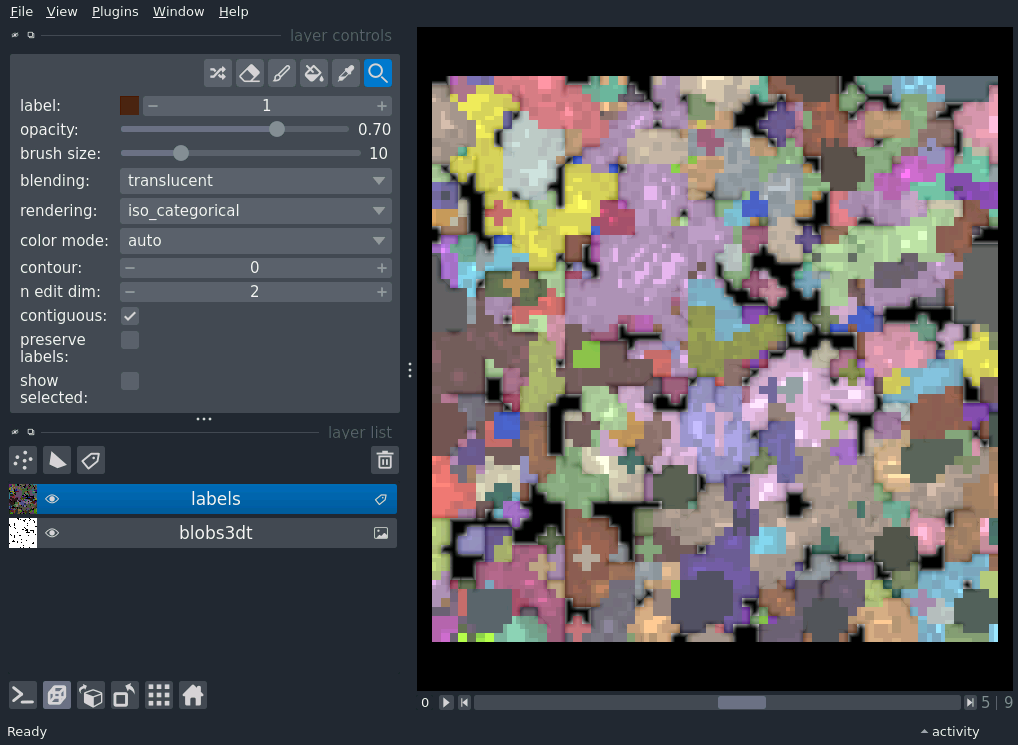 File View Plugins Window Help
layer controls
label: 1
opacity: 0.70
brush size: 10
blending: translucent
rendering: iso_categorical
color mode: auto
contour: 0
n edit dim: 2
contiguous:
preserve
labels:
show
selected:
layer list
labels
blobs3dt
0 5 | 9
Ready activity